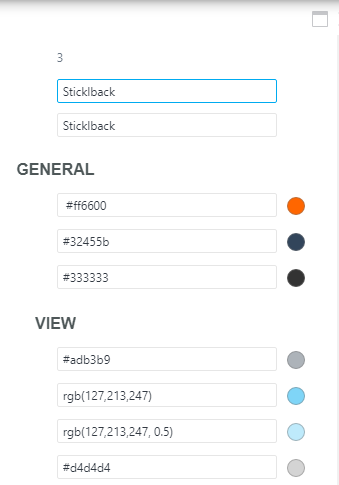 3
Sticklback
Sticklback
GENERAL
#ff6600
#32455b
#333333
VIEW
#adb3b9
rgb(127,213,247)
rgb(127,213,247, 0.5)
#d4d4d4